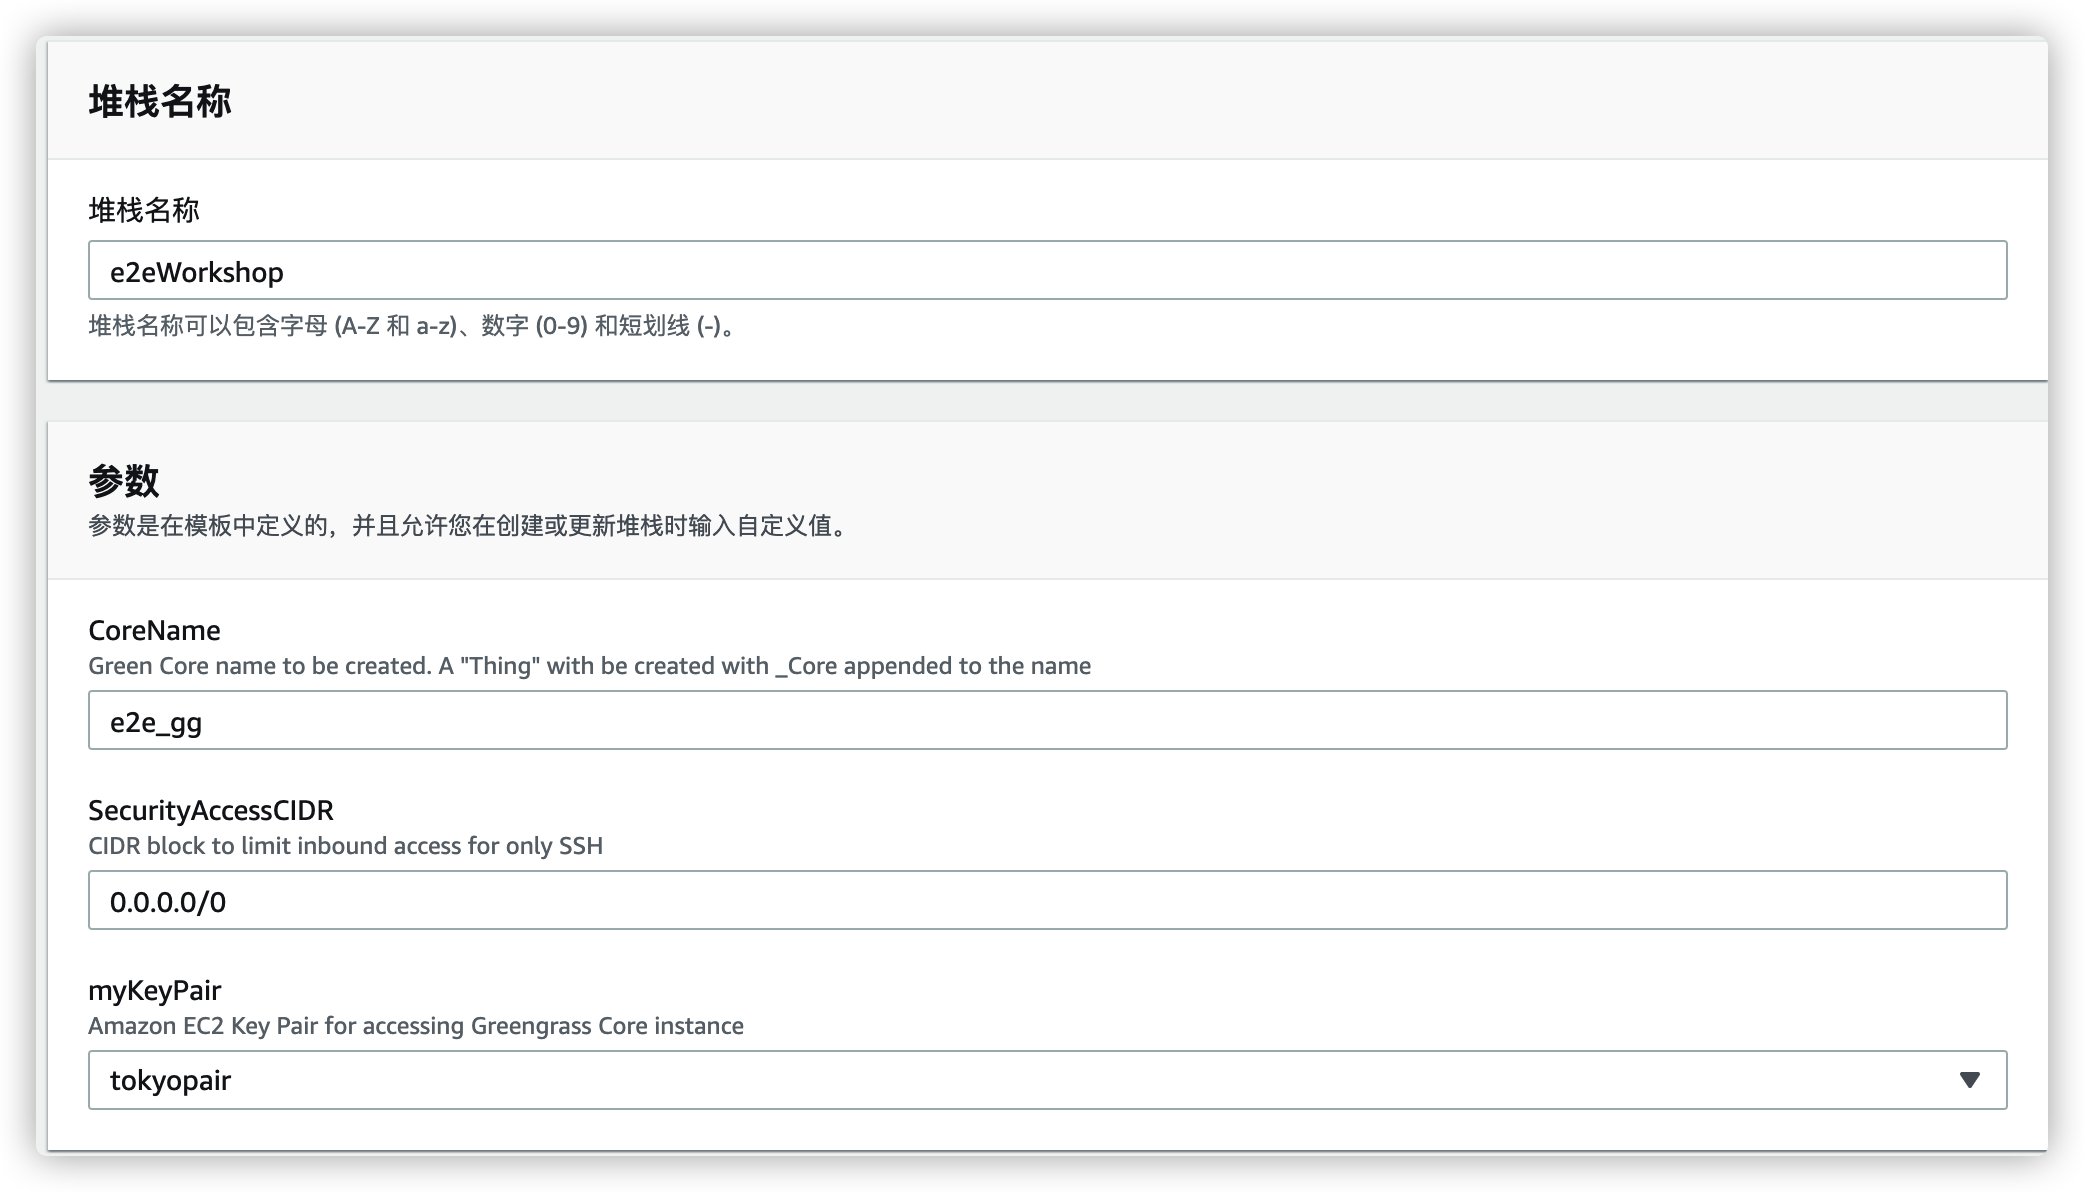 堆栈名称
堆栈名称
e2eWorkshop
堆栈名称可以包含字母 (A-Z 和 a-z)、数字 (0-9) 和短划线 (-)。
参数
参数是在模板中定义的，并且允许您在创建或更新堆栈时输入自定义值。
CoreName
Green Core name to be created. A "Thing" with be created with _Core appended to the name
e2e_gg
SecurityAccessCIDR
CIDR block to limit inbound access for only SSH
0.0.0.0/0
myKeyPair
Amazon EC2 Key Pair for accessing Greengrass Core instance
tokyopair